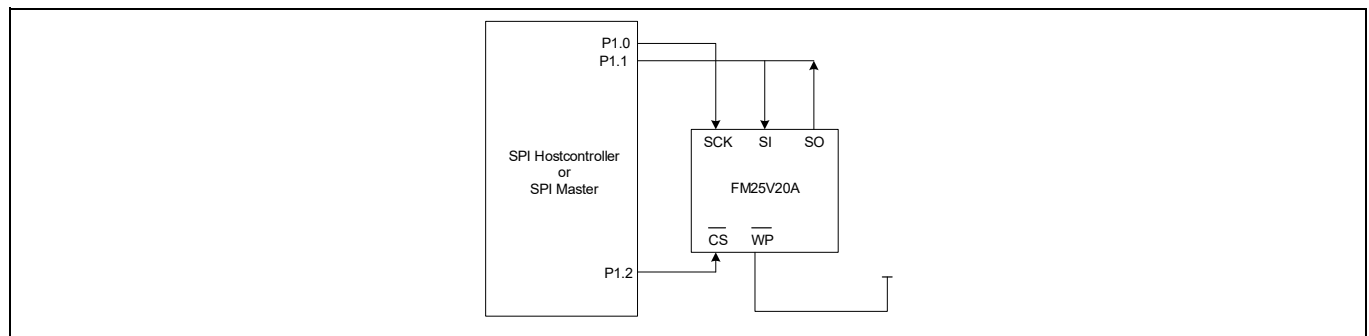 P1.0
P1.1
SCK SI SO
SPI Hostcontroller
or
SPI Master
FM25V20A
CS WP
P1.2